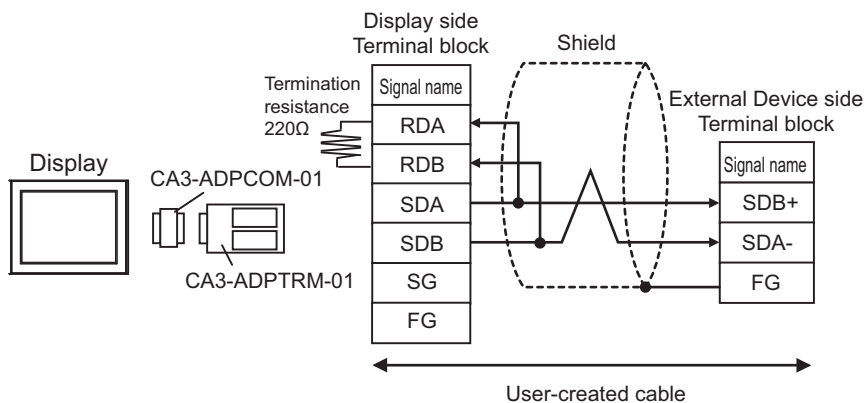 Display side
Terminal block
Shield
Termination
resistance
220Ω
Signal name
RDA
RDB
SDA
SDB
SG
FG
External Device side
Terminal block
Signal name
SDB+
SDA-
FG
Display
CA3-ADPCOM-01
CA3-ADPTRM-01
User-created cable